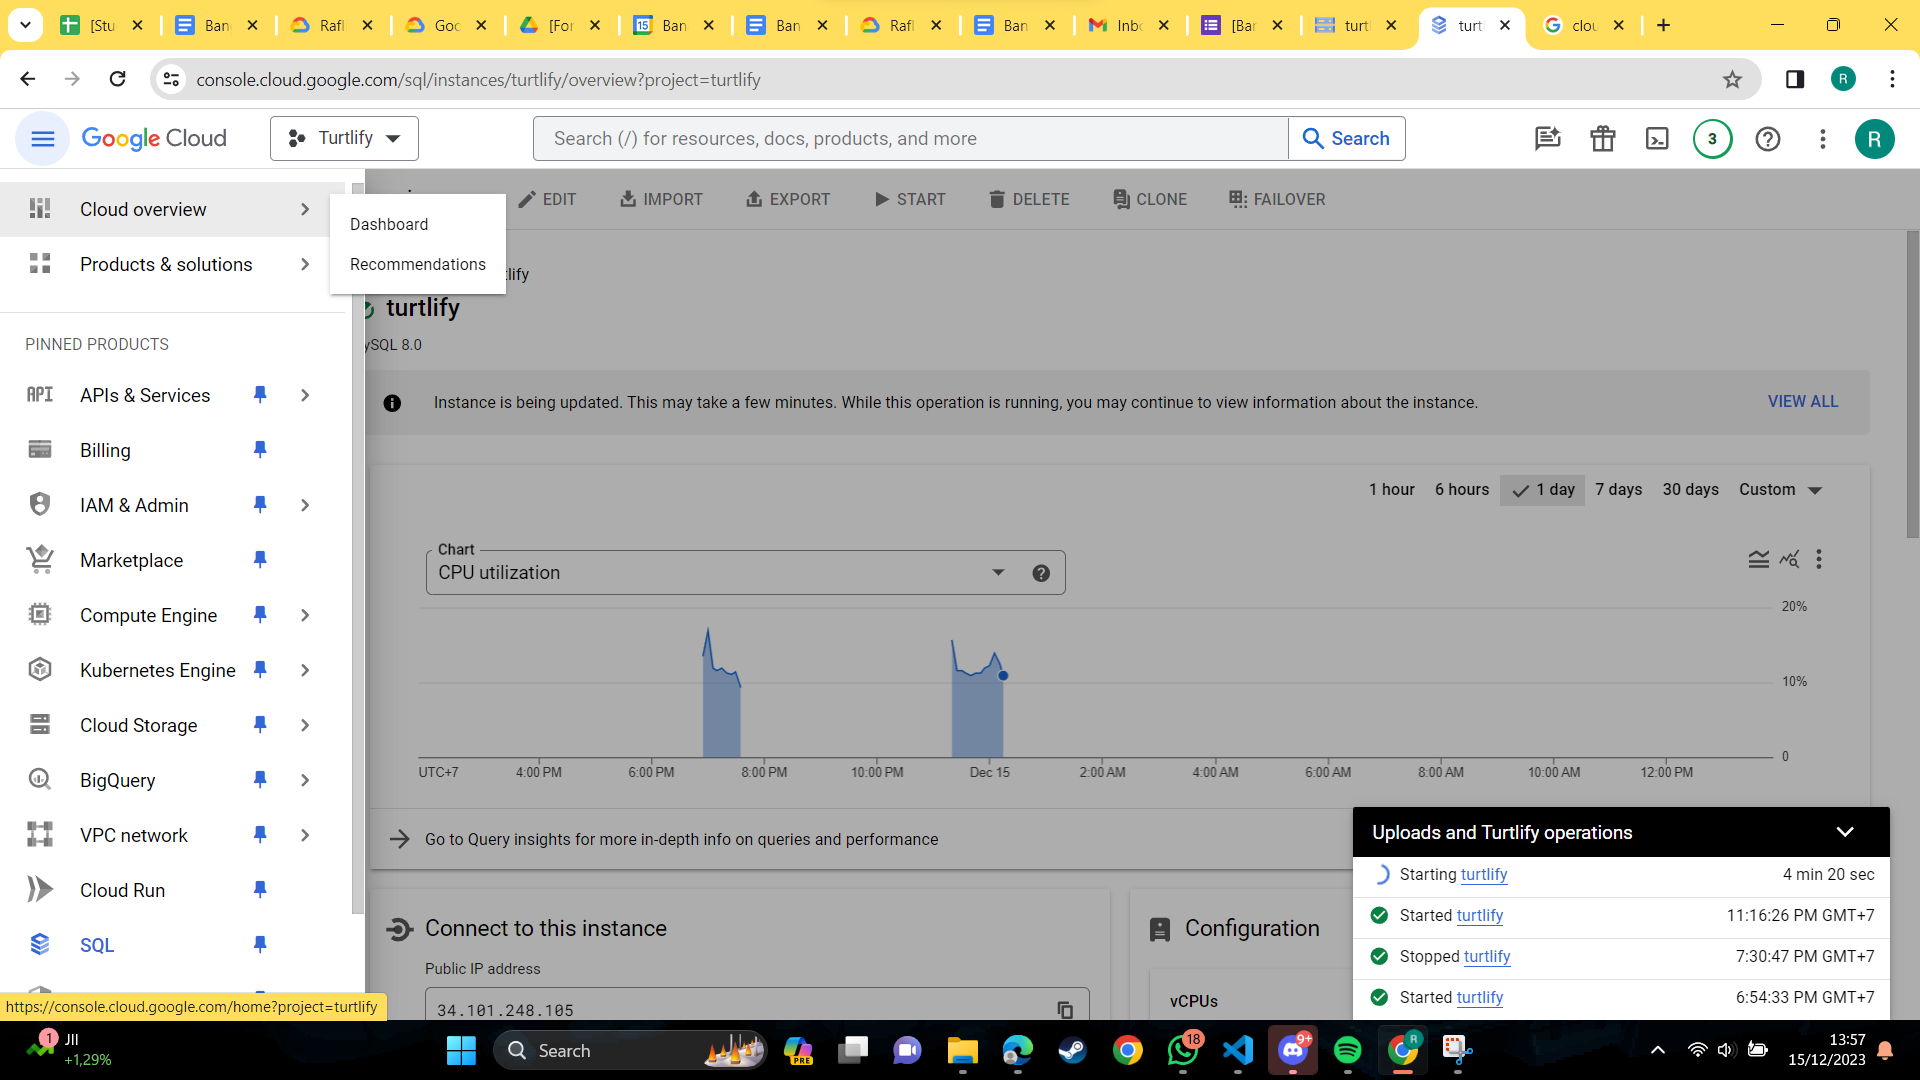 [Stu
Ban
Rafl
Goc
[For
Ban
Ban
Rafl
Ban
Inbo
[Bar
turtl
turtl
clou
console.cloud.google.com/sql/instances/turtlify/overview?project=turtlify
R
Google Cloud
Turtlify
Search (/) for resources, docs, products, and more
Search
3
R
Cloud overview
Products & solutions
Dashboard
Recommendations
PINNED PRODUCTS
APIs & Services
Billing
IAM & Admin
Marketplace
Compute Engine
Kubernetes Engine
Cloud Storage
BigQuery
VPC network
Cloud Run
SQL
https://console.cloud.google.com/home?project=turtlify
EDIT
IMPORT
EXPORT
START
DELETE
CLONE
FAILOVER
tlify
turtlify
ySQL 8.0
Instance is being updated. This may take a few minutes. While this operation is running, you may continue to view information about the instance.
VIEW ALL
1 hour
6 hours
1 day
7 days
30 days
Custom
Chart
CPU utilization
20%
10%
0
UTC+7
4:00 PM
6:00 PM
8:00 PM
10:00 PM
Dec 15
2:00 AM
4:00 AM
6:00 AM
8:00 AM
10:00 AM
12:00 PM
Go to Query insights for more in-depth info on queries and performance
Connect to this instance
Public IP address
34.101.248.105
Configuration
vCPUs
Uploads and Turtlify operations
Starting turtlify
4 min 20 sec
Started turtlify
11:16:26 PM GMT+7
Stopped turtlify
7:30:47 PM GMT+7
Started turtlify
6:54:33 PM GMT+7
1
JII
+1,29%
Search
PRE
18
9+
R
13:57
15/12/2023